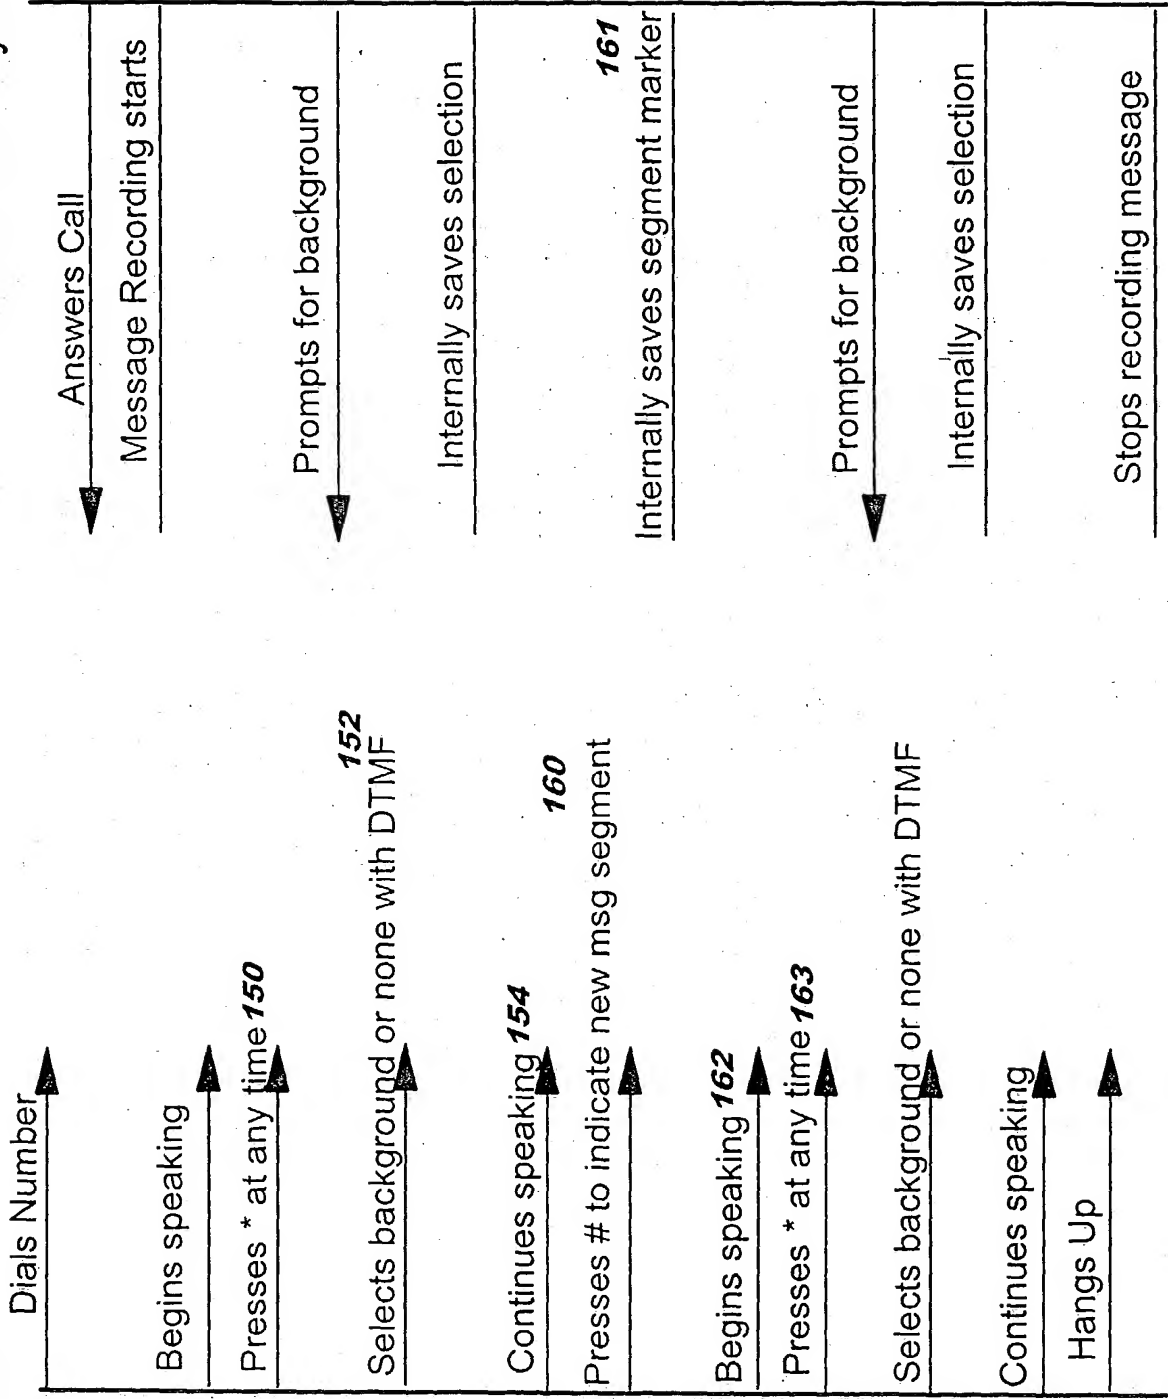 Dials Number
Answers Call
Message Recording starts
Begins speaking
Presses * at any time 150
Prompts for background
152
Selects background or none with DTMF
Internally saves selection
Continues speaking 154
160
Presses # to indicate new msg segment
161
Internally saves segment marker
Begins speaking 162
Presses * at any time 163
Prompts for background
Selects background or none with DTMF
Internally saves selection
Continues speaking
Hangs Up
Stops recording message